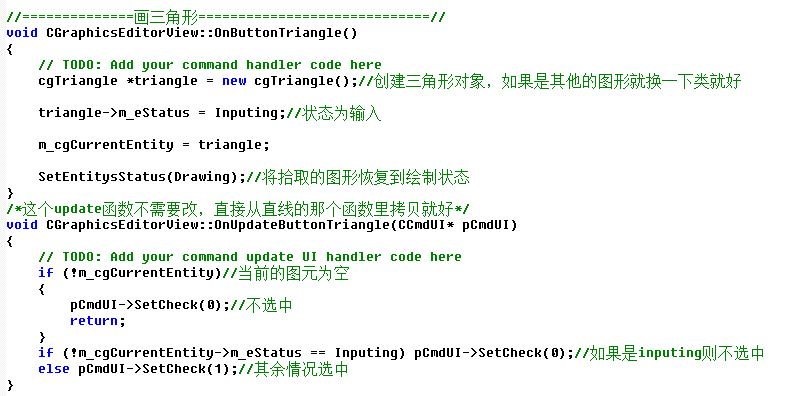 //==============画三角形=============================//
void CGraphicsEditorView::OnButtonTriangle()
{
    // TODO: Add your command handler code here
    cgTriangle *triangle = new cgTriangle();//创建三角形对象，如果是其他的图形就换一下类就好
    triangle->m_eStatus = Inputing;//状态为输入
    m_cgCurrentEntity = triangle;
    SetEntitysStatus(Drawing);//将拾取的图形恢复到绘制状态
}
/*这个update函数不需要改，直接从直线的那个函数里拷贝就好*/
void CGraphicsEditorView::OnUpdateButtonTriangle(CCmdUI* pCmdUI)
{
    // TODO: Add your command update UI handler code here
    if (!m_cgCurrentEntity)//当前的图元为空
    {
        pCmdUI->SetCheck(0);//不选中
        return;
    }
    if (!m_cgCurrentEntity->m_eStatus == Inputing) pCmdUI->SetCheck(0);//如果是inputing则不选中
    else pCmdUI->SetCheck(1);//其余情况选中
}